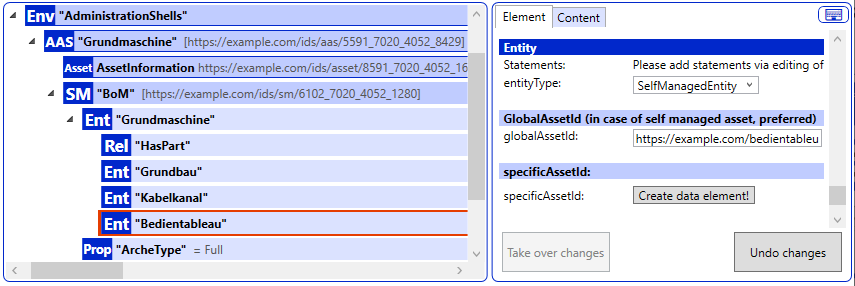 Env "AdministrationShells"
AAS "Grundmaschine" [https://example.com/ids/aas/5591_7020_4052_8429]
Asset AssetInformation https://example.com/ids/asset/8591_7020_4052_16
SM "BoM" [https://example.com/ids/sm/6102_7020_4052_1280]
Ent "Grundmaschine"
Rel "HasPart"
Ent "Grundbau"
Ent "Kabelkanal"
Ent "Bedientableau"
Prop "ArcheType" = Full
Element Content
Entity
Statements: Please add statements via editing of
entityType: SelfManagedEntity
GlobalAssetId (in case of self managed asset, preferred)
globalAssetId: https://example.com/bedientableu
specificAssetId:
specificAssetId: Create data element!
Take over changes Undo changes